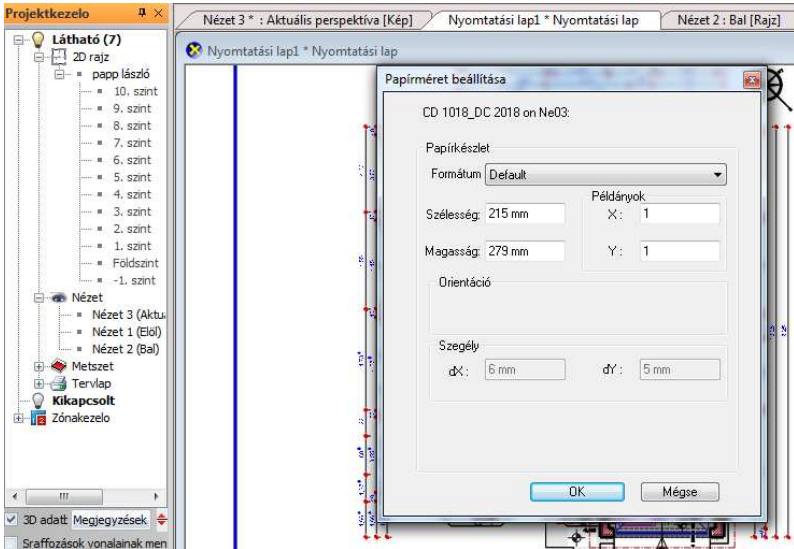 Projektkezelo
Látható (7)
2D rajz
papp lászló
10. szint
9. szint
8. szint
7. szint
6. szint
5. szint
4. szint
3. szint
2. szint
1. szint
Földszint
-1. szint
Nézet
Nézet 3 (Aktu
Nézet 1 (Elöl)
Nézet 2 (Bal)
Metszet
Tervlap
Kikapcsolt
Zónakezelo
3D adatt Megjegyzések
Sraffozások vonalainak men
Nézet 3 * : Aktuális perspektíva [Kép]
Nyomtatási lap1 * Nyomtatási lap
Nézet 2 : Bal [Rajz]
Nyomtatási lap1 * Nyomtatási lap
Papírméret beállítása
CD 1018_DC 2018 on Ne03:
Papírkészlet
Formátum Default
Szélesség: 215 mm
Magasság: 279 mm
Példányok
X: 1
Y: 1
Orientáció
Szegély
dX: 6 mm
dY: 5 mm
OK
Mégse